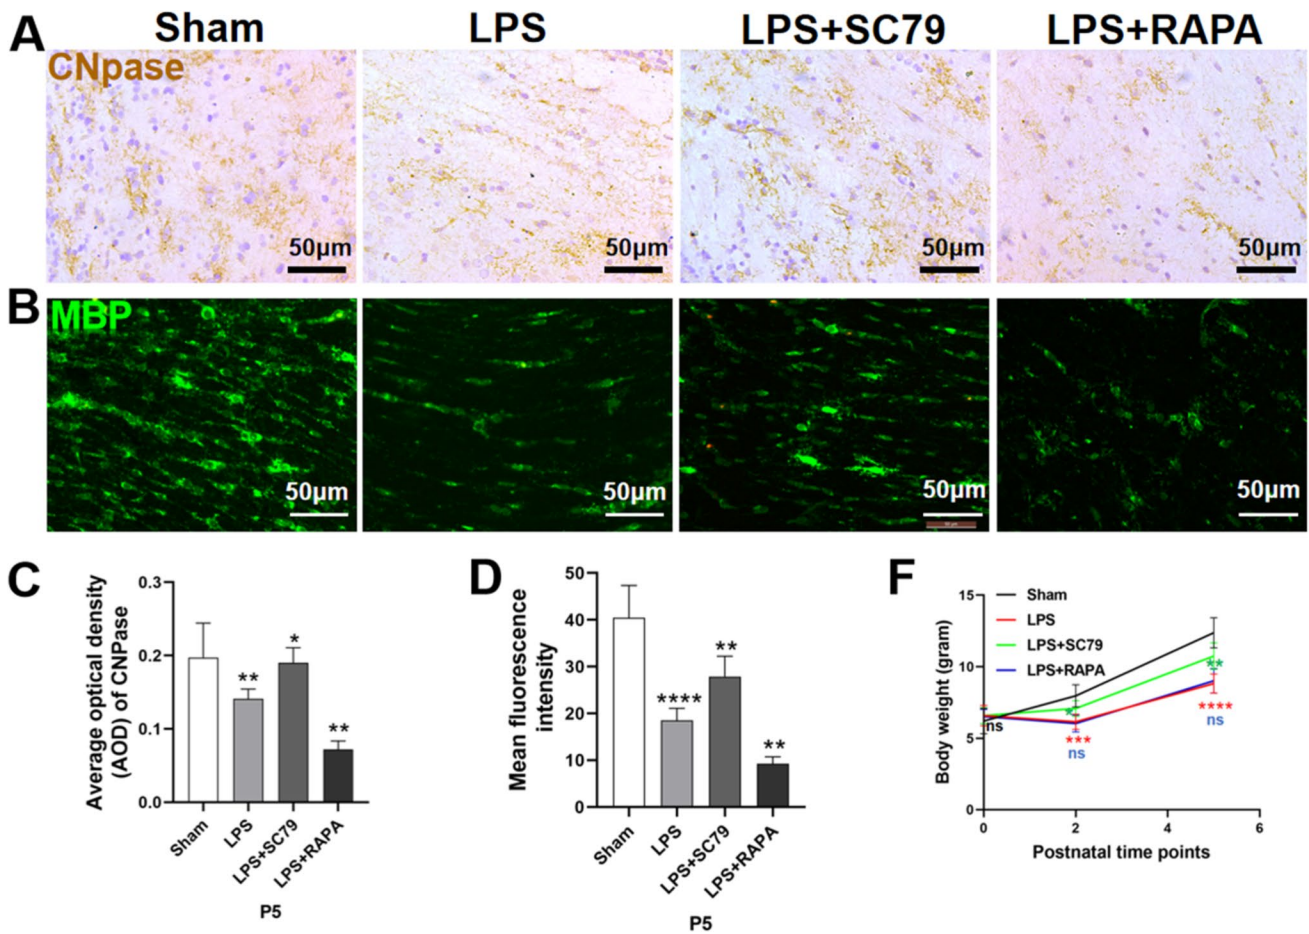 A
Sham
LPS
LPS+SC79
LPS+RAPA
CNpase
50µm
50µm
50µm
50µm
B
MBP
50µm
50µm
50µm
50µm
C
Average optical density
(AOD) of CNPase
0.3
0.2
0.1
0.0
**
*
**
Sham
LPS
LPS+SC79
LPS+RAPA
P5
D
Mean fluorescence
intensity
50
40
30
20
10
0
****
**
**
Sham
LPS
LPS+SC79
LPS+RAPA
P5
F
Sham
LPS
LPS+SC79
LPS+RAPA
Body weight (gram)
15
10
5
0
ns
*
***
ns
**
****
ns
0
2
4
6
Postnatal time points